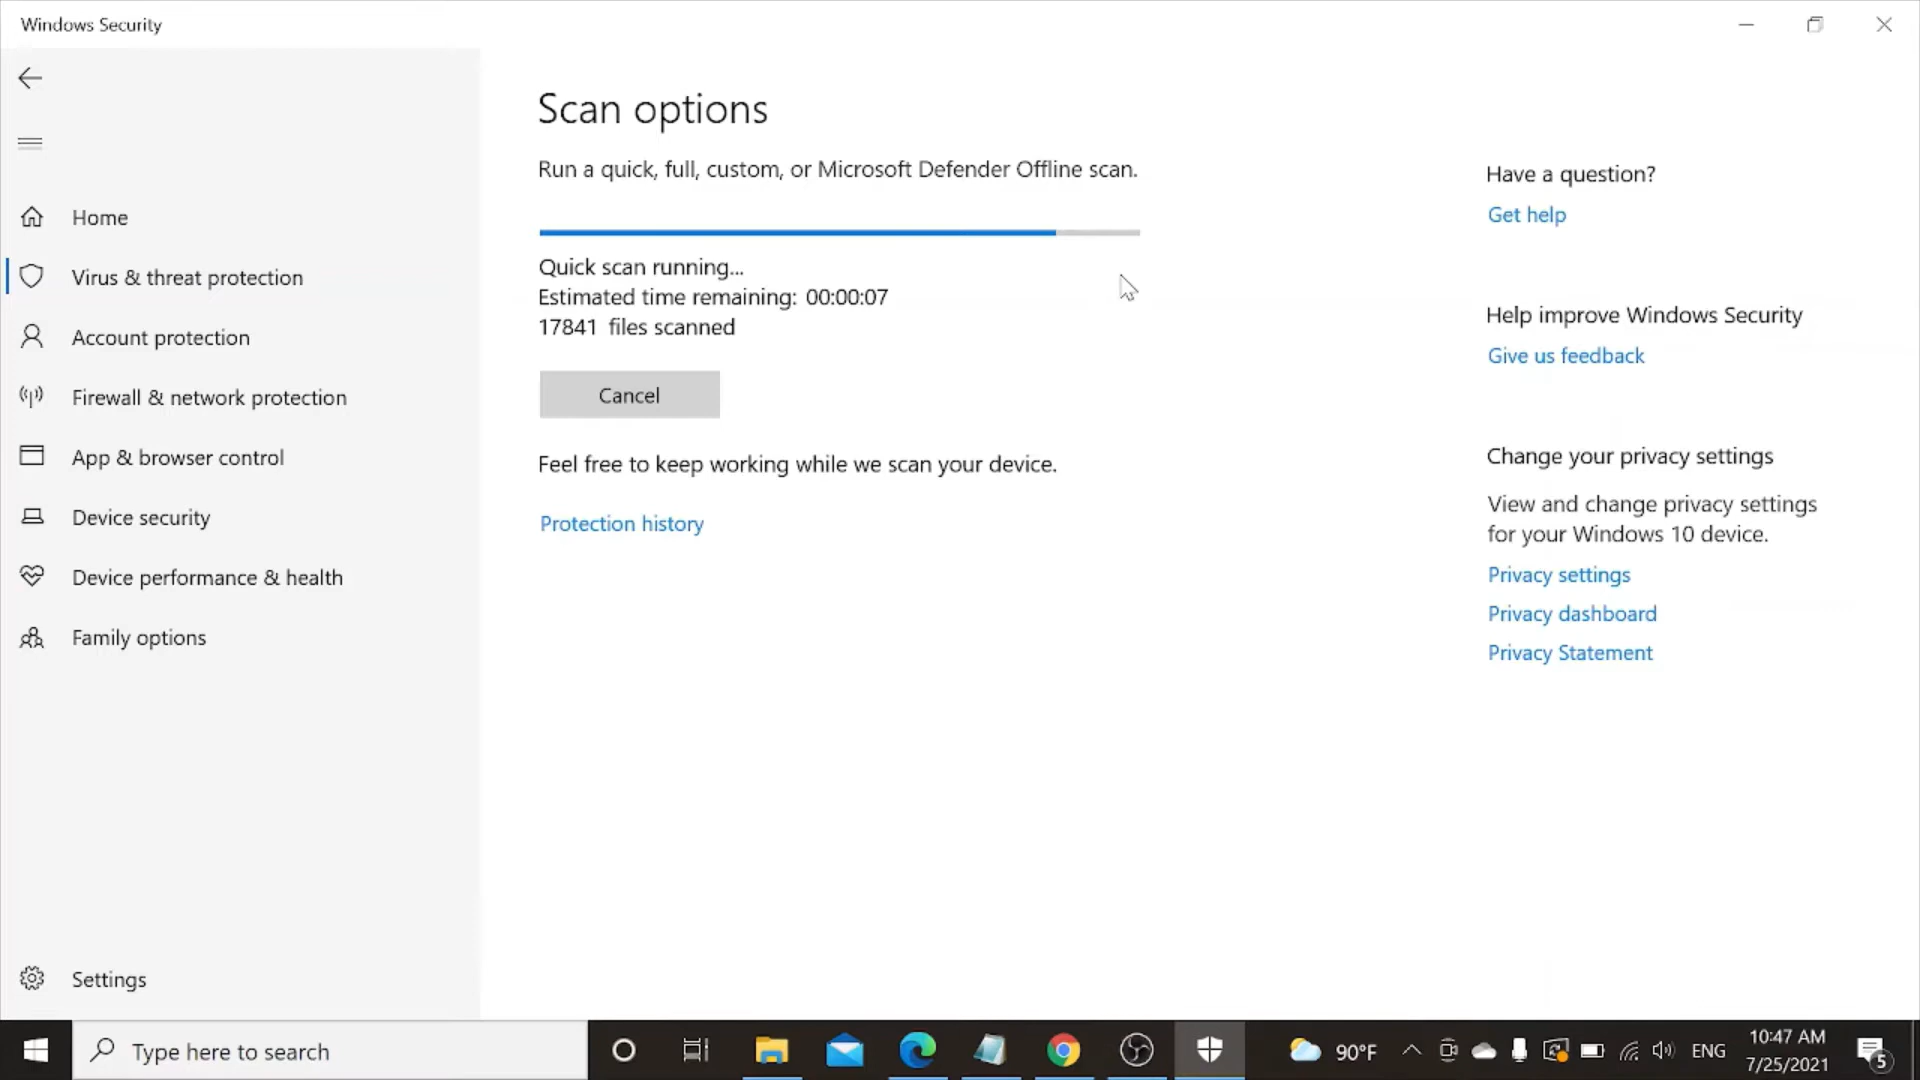 Windows Security
Scan options
Run a quick, full, custom, or Microsoft Defender Offline scan.
Quick scan running...
Estimated time remaining: 00:00:07
17841 files scanned
Cancel
Feel free to keep working while we scan your device.
Protection history
Home
Virus & threat protection
Account protection
Firewall & network protection
App & browser control
Device security
Device performance & health
Family options
Settings
Have a question?
Get help
Help improve Windows Security
Give us feedback
Change your privacy settings
View and change privacy settings
for your Windows 10 device.
Privacy settings
Privacy dashboard
Privacy Statement
Type here to search
90°F
ENG
10:47 AM
7/25/2021
5